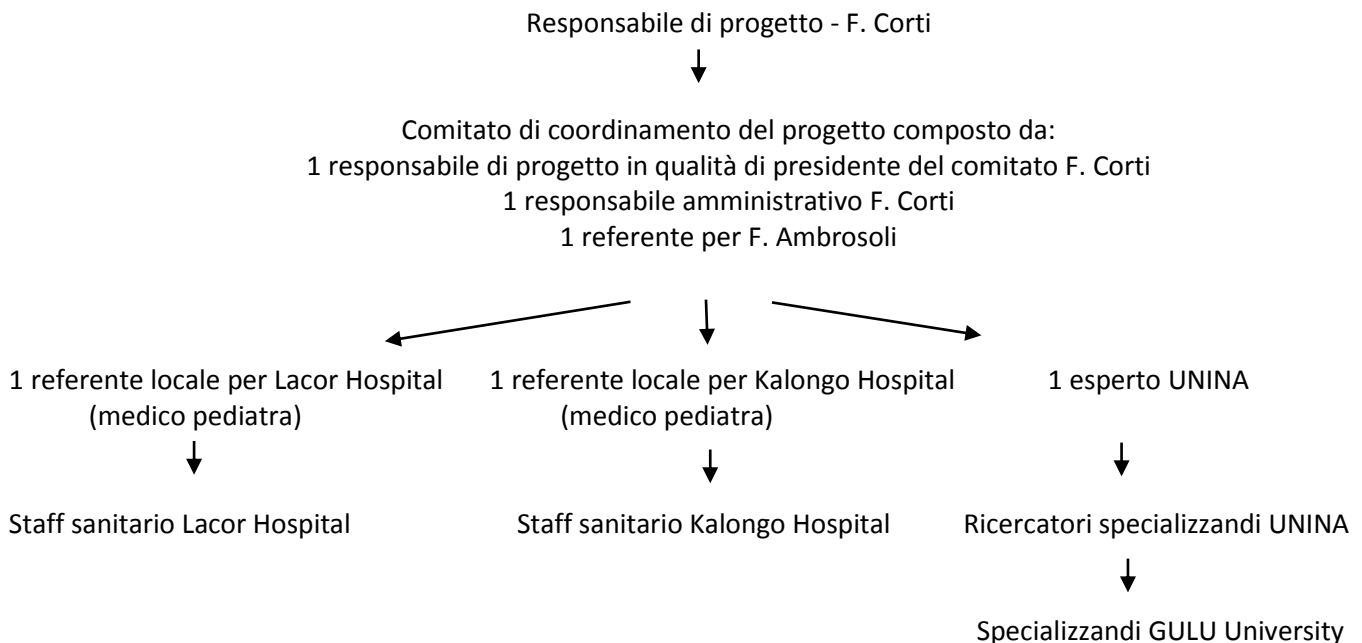 Responsabile di progetto - F. Corti
Comitato di coordinamento del progetto composto da:
1 responsabile di progetto in qualità di presidente del comitato F. Corti
1 responsabile amministrativo F. Corti
1 referente per F. Ambrosoli
1 referente locale per Lacor Hospital
(medico pediatra)
1 referente locale per Kalongo Hospital
(medico pediatra)
1 esperto UNINA
Staff sanitario Lacor Hospital
Staff sanitario Kalongo Hospital
Ricercatori specializzandi UNINA
Specializzandi GULU University